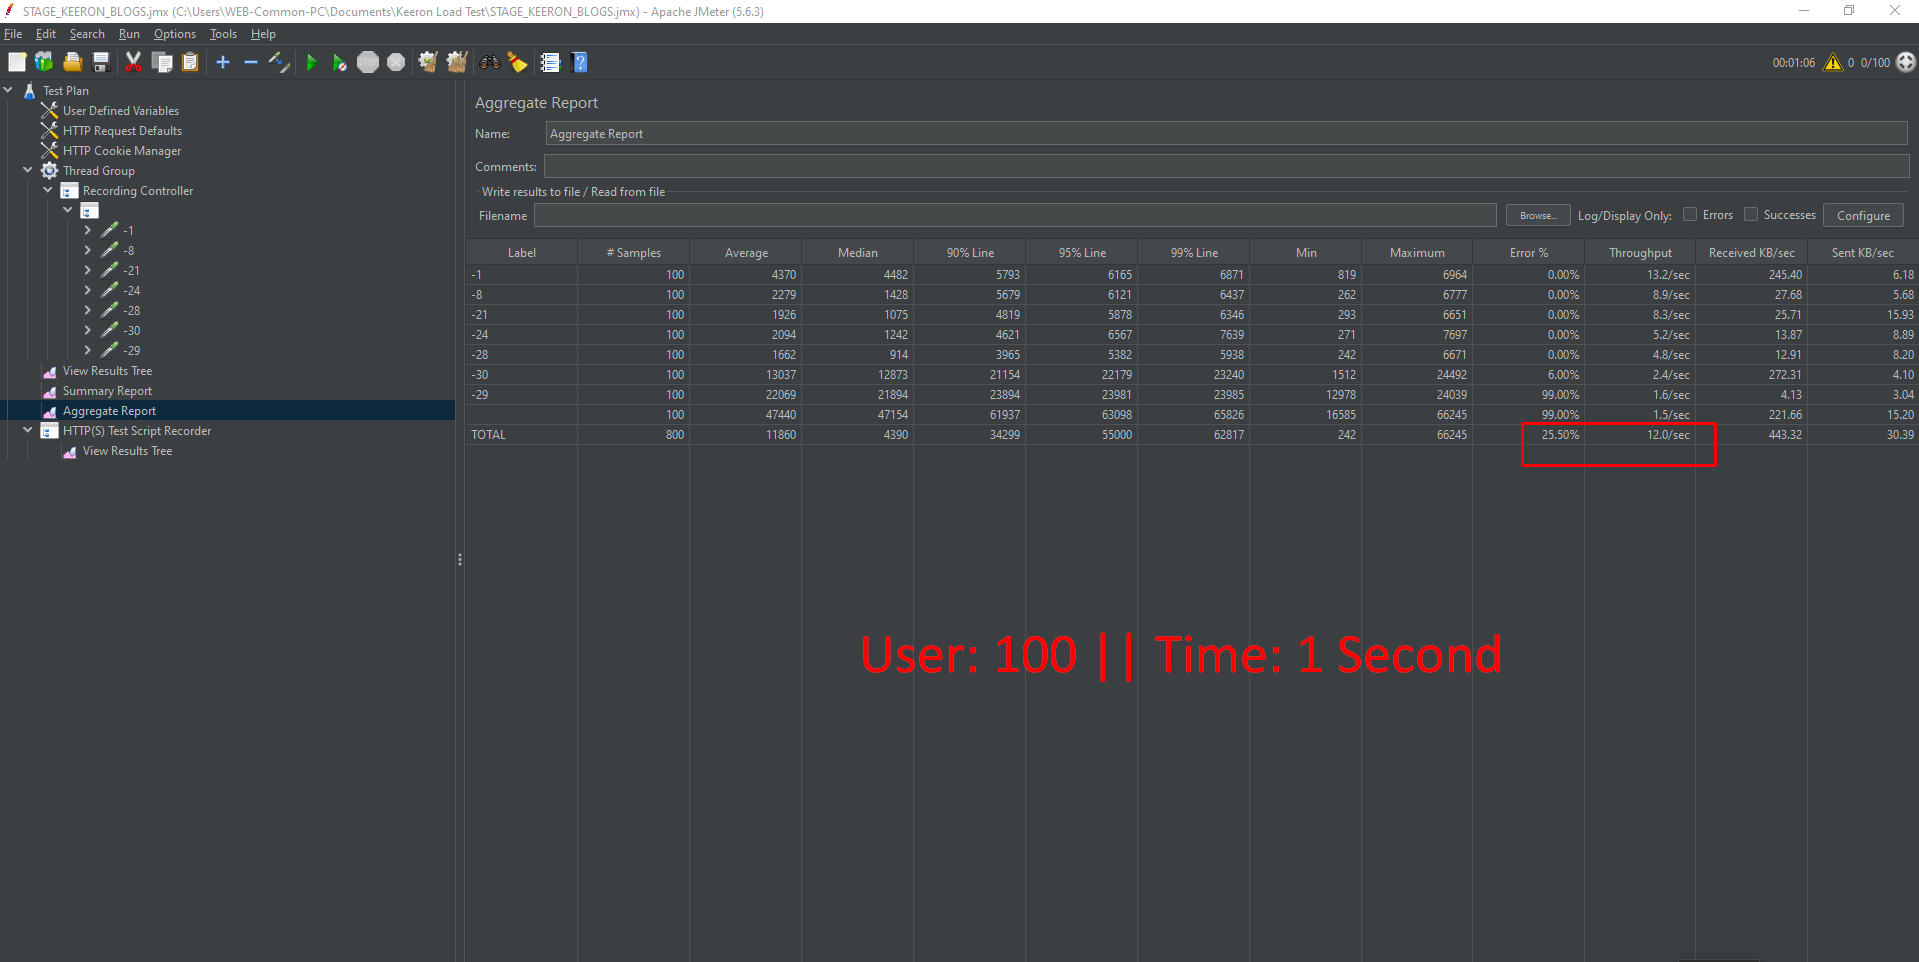 STAGE_KEERON_BLOGS.jmx (C:\Users\WEB-Common-PC\Documents\Keeron Load Test\STAGE_KEERON_BLOGS.jmx) - Apache JMeter (5.6.3)
File Edit Search Run Options Tools Help
00:01:06 0 0/100
Test Plan
User Defined Variables
HTTP Request Defaults
HTTP Cookie Manager
Thread Group
Recording Controller
-1
-8
-21
-24
-28
-30
-29
View Results Tree
Summary Report
Aggregate Report
HTTP(S) Test Script Recorder
View Results Tree
Aggregate Report
Name: Aggregate Report
Comments:
Write results to file / Read from file
Filename Browse... Log/Display Only: Errors Successes Configure
Label # Samples Average Median 90% Line 95% Line 99% Line Min Maximum Error % Throughput Received KB/sec Sent KB/sec
-1 100 4370 4482 5793 6165 6871 819 6964 0.00% 13.2/sec 245.40 6.18
-8 100 2279 1428 5679 6121 6437 262 6777 0.00% 8.9/sec 27.68 5.68
-21 100 1926 1075 4819 5878 6346 293 6651 0.00% 8.3/sec 25.71 15.93
-24 100 2094 1242 4621 6567 7639 271 7697 0.00% 5.2/sec 13.87 8.89
-28 100 1662 914 3965 5382 5938 242 6671 0.00% 4.8/sec 12.91 8.20
-30 100 13037 12873 21154 22179 23240 1512 24492 6.00% 2.4/sec 272.31 4.10
-29 100 22069 21894 23894 23981 23985 12978 24039 99.00% 1.6/sec 4.13 3.04
100 47440 47154 61937 63098 65826 16585 66245 99.00% 1.5/sec 221.66 15.20
TOTAL 800 11860 4390 34299 55000 62817 242 66245 25.50% 12.0/sec 443.32 30.39
User: 100 || Time: 1 Second